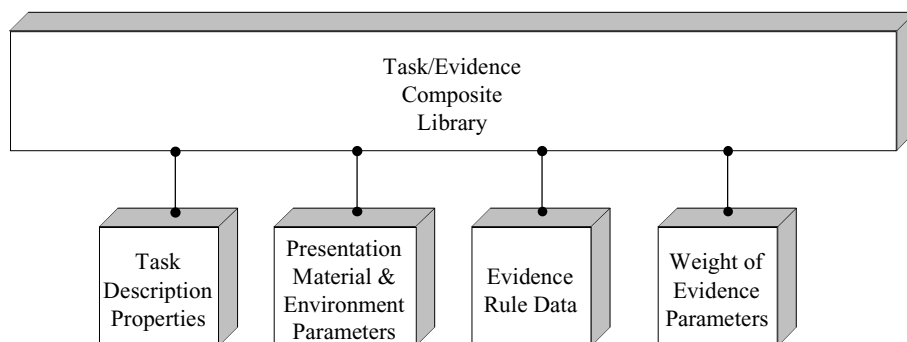 Task/Evidence
Composite
Library
Task
Description
Properties
Presentation
Material &
Environment
Parameters
Evidence
Rule Data
Weight of
Evidence
Parameters